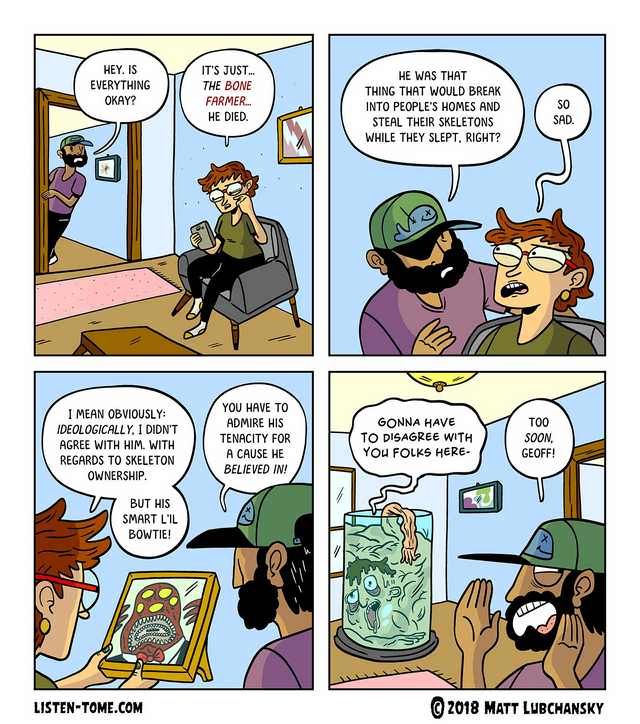 HEY. IS
EVERYTHING
OKAY?
IT'S JUST...
THE BONE
FARMER...
HE DIED.
HE WAS THAT
THING THAT WOULD BREAK
INTO PEOPLE'S HOMES AND
STEAL THEIR SKELETONS
WHILE THEY SLEPT, RIGHT?
SO
SAD.
I MEAN OBVIOUSLY:
IDEOLOGICALLY, I DIDN'T
AGREE WITH HIM. WITH
REGARDS TO SKELETON
OWNERSHIP.
BUT HIS
SMART L'IL
BOWTIE!
YOU HAVE TO
ADMIRE HIS
TENACITY FOR
A CAUSE HE
BELIEVED IN!
GONNA HAVE
TO DISAGREE WITH
YOU FOLKS HERE-
TOO
SOON,
GEOFF!
LISTEN-TOME.COM
© 2018 MATT LUBCHANSKY